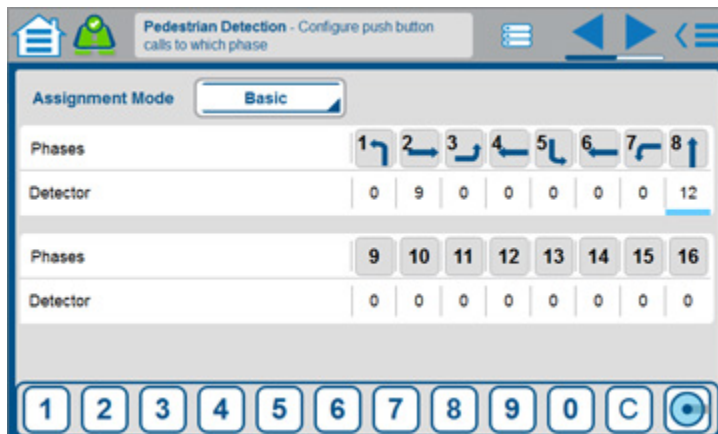 Pedestrian Detection - Configure push button
calls to which phase
Assignment Mode Basic
Phases 1 2 3 4 5 6 7 8
Detector 0 9 0 0 0 0 0 12
Phases 9 10 11 12 13 14 15 16
Detector 0 0 0 0 0 0 0 0
1 2 3 4 5 6 7 8 9 0 C